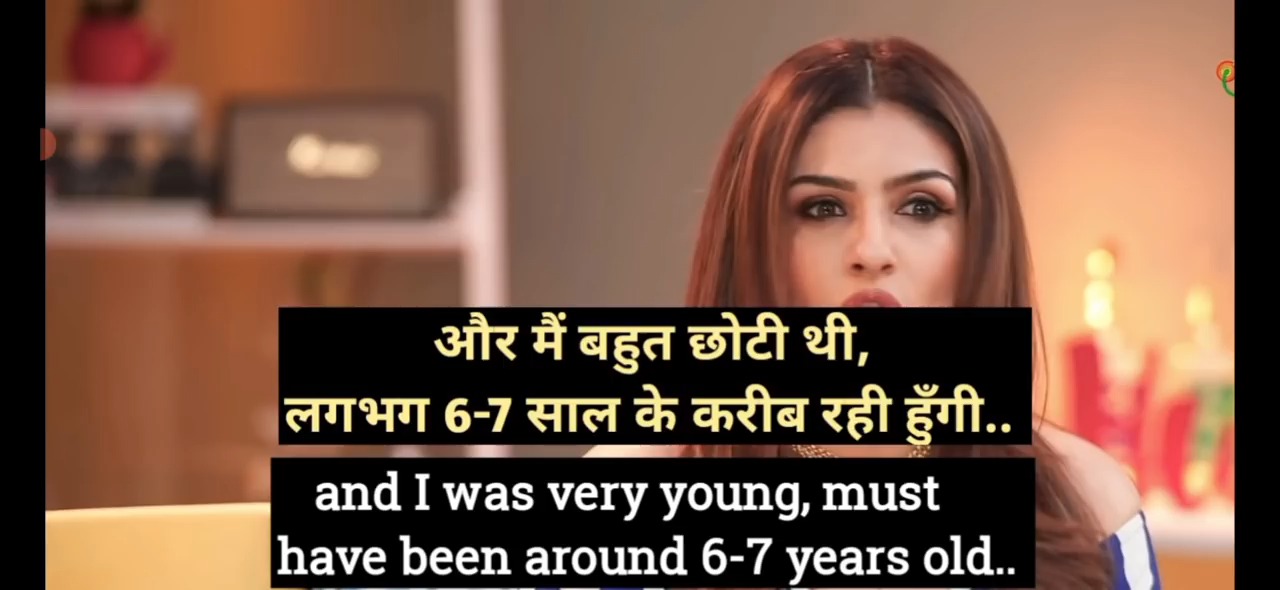 और मैं बहुत छोटी थी,
लगभग 6-7 साल के करीब रही हुँगी..
and I was very young, must
have been around 6-7 years old..